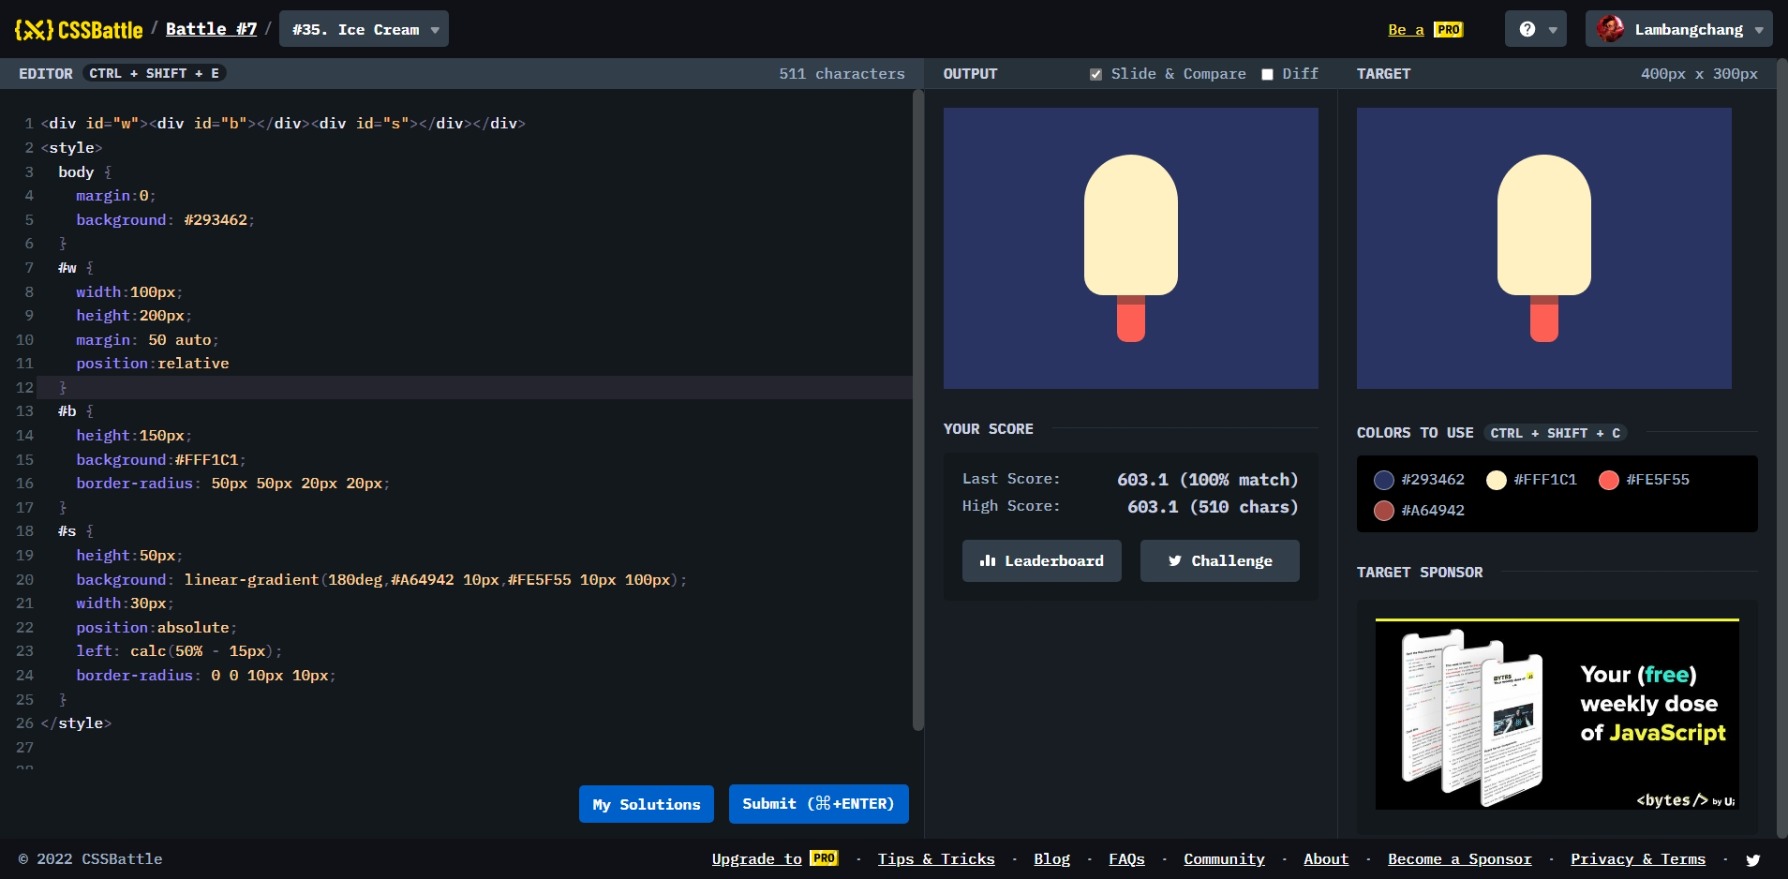 {X} CSSBattle / Battle #7 / #35. Ice Cream
Be a PRO
? Lambangchang
EDITOR CTRL + SHIFT + E 511 characters
OUTPUT Slide & Compare Diff
TARGET 400px x 300px
1 <div id="w"><div id="b"></div><div id="s"></div></div>
2 <style>
3 body {
4 margin:0;
5 background: #293462;
6 }
7 #w {
8 width:100px;
9 height:200px;
10 margin: 50 auto;
11 position:relative
12 }
13 #b {
14 height:150px;
15 background:#FFF1C1;
16 border-radius: 50px 50px 20px 20px;
17 }
18 #s {
19 height:50px;
20 background: linear-gradient(180deg,#A64942 10px,#FE5F55 10px 100px);
21 width:30px;
22 position:absolute;
23 left: calc(50% - 15px);
24 border-radius: 0 0 10px 10px;
25 }
26 </style>
27
28
My Solutions
Submit (⌘+ENTER)
YOUR SCORE
Last Score: 603.1 (100% match)
High Score: 603.1 (510 chars)
Leaderboard
Challenge
COLORS TO USE CTRL + SHIFT + C
#293462 #FFF1C1 #FE5F55
#A64942
TARGET SPONSOR
Your (free)
weekly dose
of JavaScript
<bytes/> by Ui
© 2022 CSSBattle
Upgrade to PRO · Tips & Tricks · Blog · FAQs · Community · About · Become a Sponsor · Privacy & Terms ·